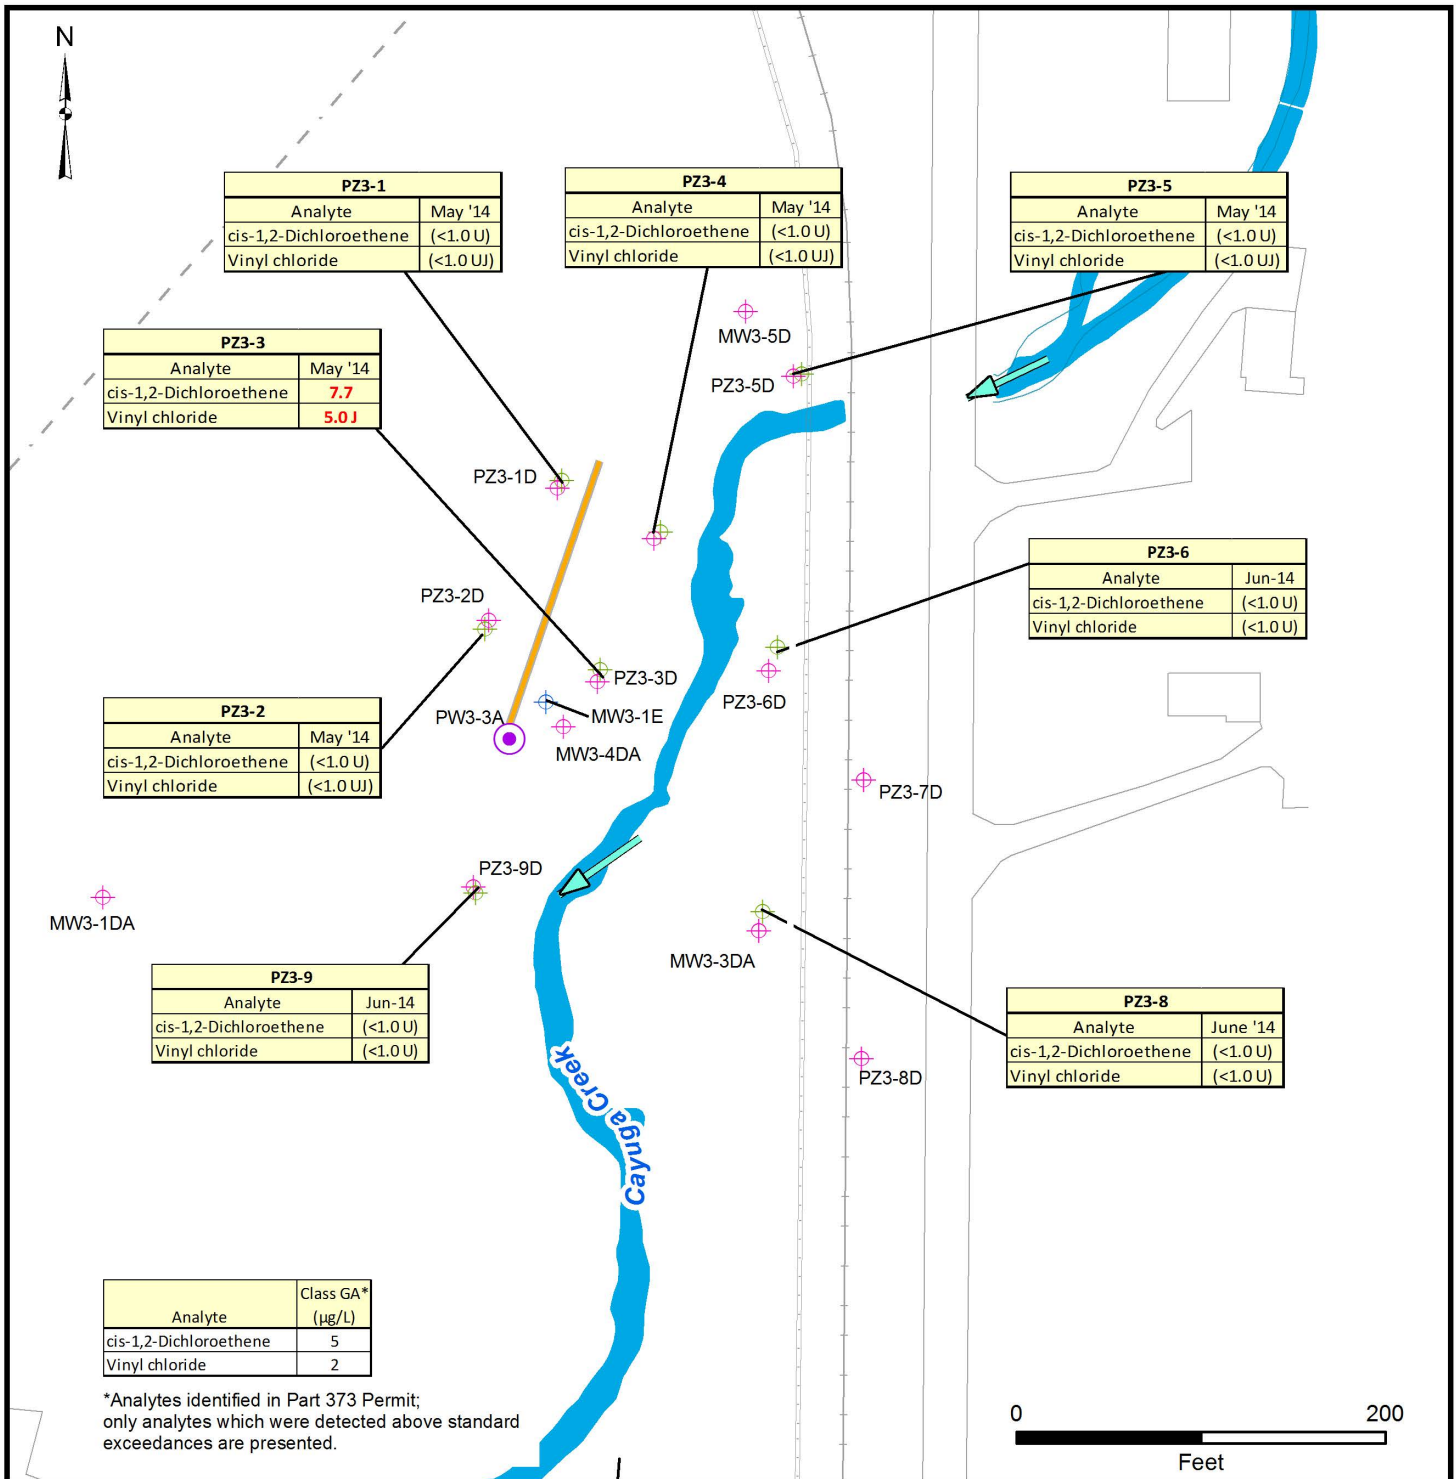 N
PZ3-1
Analyte May '14
cis-1,2-Dichloroethene (<1.0 U)
Vinyl chloride (<1.0 UJ)
PZ3-4
Analyte May '14
cis-1,2-Dichloroethene (<1.0 U)
Vinyl chloride (<1.0 UJ)
PZ3-5
Analyte May '14
cis-1,2-Dichloroethene (<1.0 U)
Vinyl chloride (<1.0 UJ)
MW3-5D
PZ3-5D
PZ3-3
Analyte May '14
cis-1,2-Dichloroethene 7.7
Vinyl chloride 5.0 J
PZ3-1D
PZ3-6
Analyte Jun-14
cis-1,2-Dichloroethene (<1.0 U)
Vinyl chloride (<1.0 U)
PZ3-2D
PZ3-3D
PZ3-6D
PW3-3A
MW3-1E
MW3-4DA
PZ3-2
Analyte May '14
cis-1,2-Dichloroethene (<1.0 U)
Vinyl chloride (<1.0 UJ)
PZ3-7D
PZ3-9D
MW3-1DA
MW3-3DA
PZ3-9
Analyte Jun-14
cis-1,2-Dichloroethene (<1.0 U)
Vinyl chloride (<1.0 U)
PZ3-8
Analyte June '14
cis-1,2-Dichloroethene (<1.0 U)
Vinyl chloride (<1.0 U)
PZ3-8D
Cayuga Creek
Class GA*
Analyte (µg/L)
cis-1,2-Dichloroethene 5
Vinyl chloride 2
*Analytes identified in Part 373 Permit;
only analytes which were detected above standard
exceedances are presented.
0 200
Feet